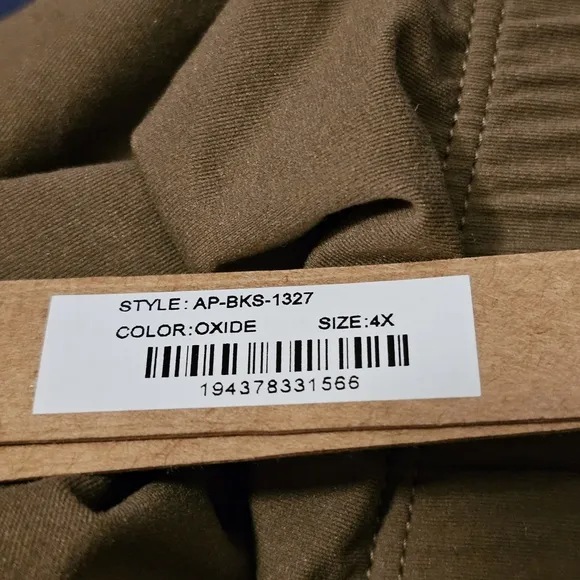 STYLE: AP-BKS-1327
COLOR:OXIDE SIZE:4X
194378331566